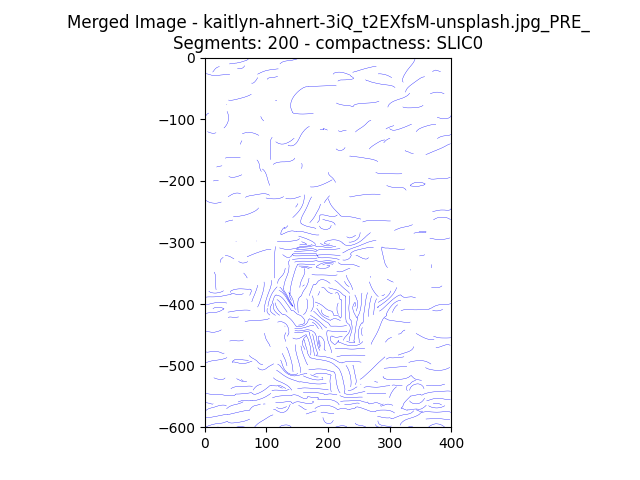 Merged Image - kaitlyn-ahnert-3iQ_t2EXfsM-unsplash.jpg_PRE_
Segments: 200 - compactness: SLIC0
0
−100
−200
−300
−400
−500
−600
0 100 200 300 400